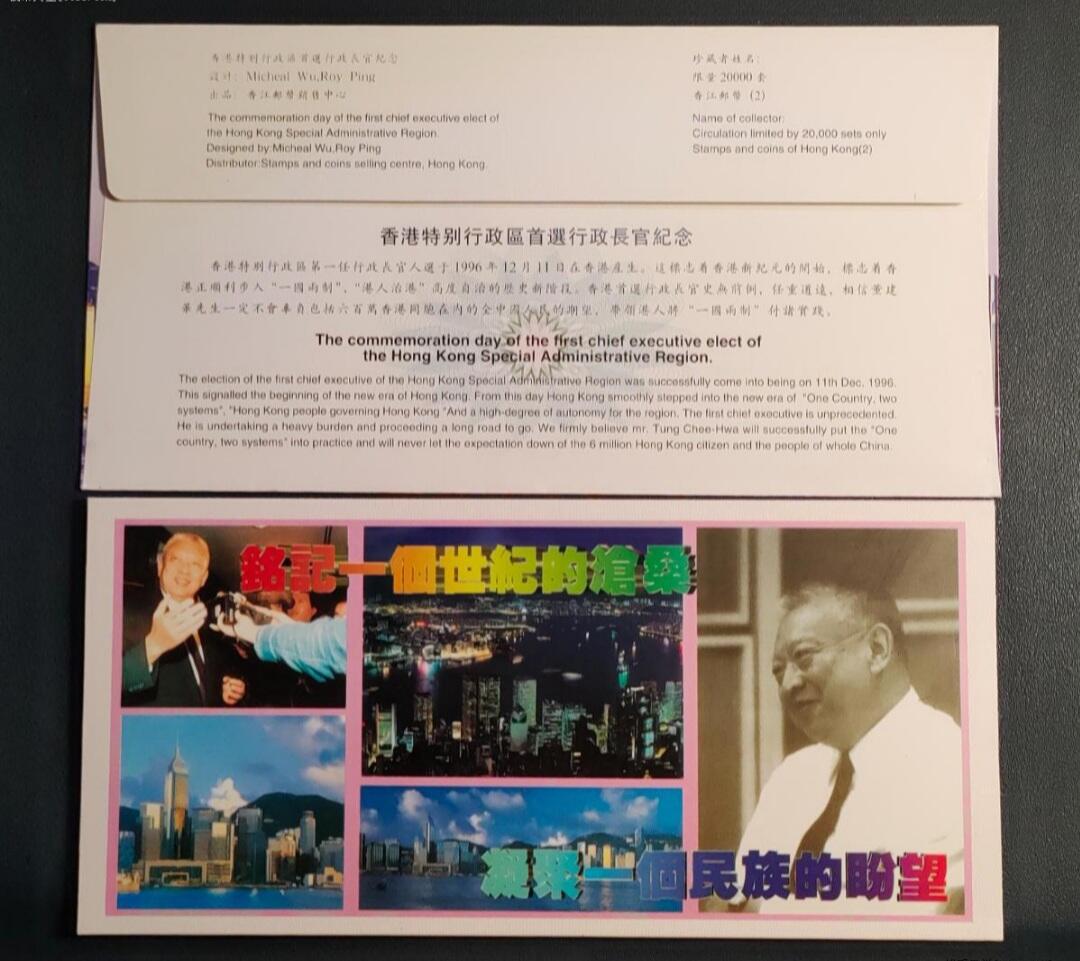 香港特别行政區首選行政長官紀念
設计: Micheal Wu,Roy Ping
出品: 香江郵幣銷售中心
The commemoration day of the first chief executive elect of
the Hong Kong Special Administrative Region.
Designed by:Micheal Wu,Roy Ping
Distributor:Stamps and coins selling centre, Hong Kong.
珍藏者姓名:
限量 20000 套
香江郵幣 (2)
Name of collector:
Circulation limited by 20,000 sets only
Stamps and coins of Hong Kong(2)
香港特别行政區首選行政長官紀念
香港特别行政區第一任行政長官人選于1996年12月11日在香港産生。這標志着香港新紀元的開始，標志着香
港正順利步入“一國兩制”，“港人治港”高度自治的歷史新階段。香港首選行政長官史無前例，任重道遠，相信董建
華先生一定不會辜負包括六百萬香港同胞在内的全中國人民的期望，帶領港人將“一國兩制”付諸實踐。
The commemoration day of the first chief executive elect of
the Hong Kong Special Administrative Region.
The election of the first chief executive of the Hong Kong Special Administrative Region was successfully come into being on 11th Dec. 1996.
This signalled the beginning of the new era of Hong Kong. From this day Hong Kong smoothly stepped into the new era of "One Country, two
systems", "Hong Kong people governing Hong Kong "And a high-degree of autonomy for the region. The first chief executive is unprecedented.
He is undertaking a heavy burden and proceeding a long road to go. We firmly believe mr. Tung Chee-Hwa will successfully put the "One
country, two systems" into practice and will never let the expectation down of the 6 million Hong Kong citizen and the people of whole China.
銘記一個世紀的滄桑
凝聚一個民族的盼望